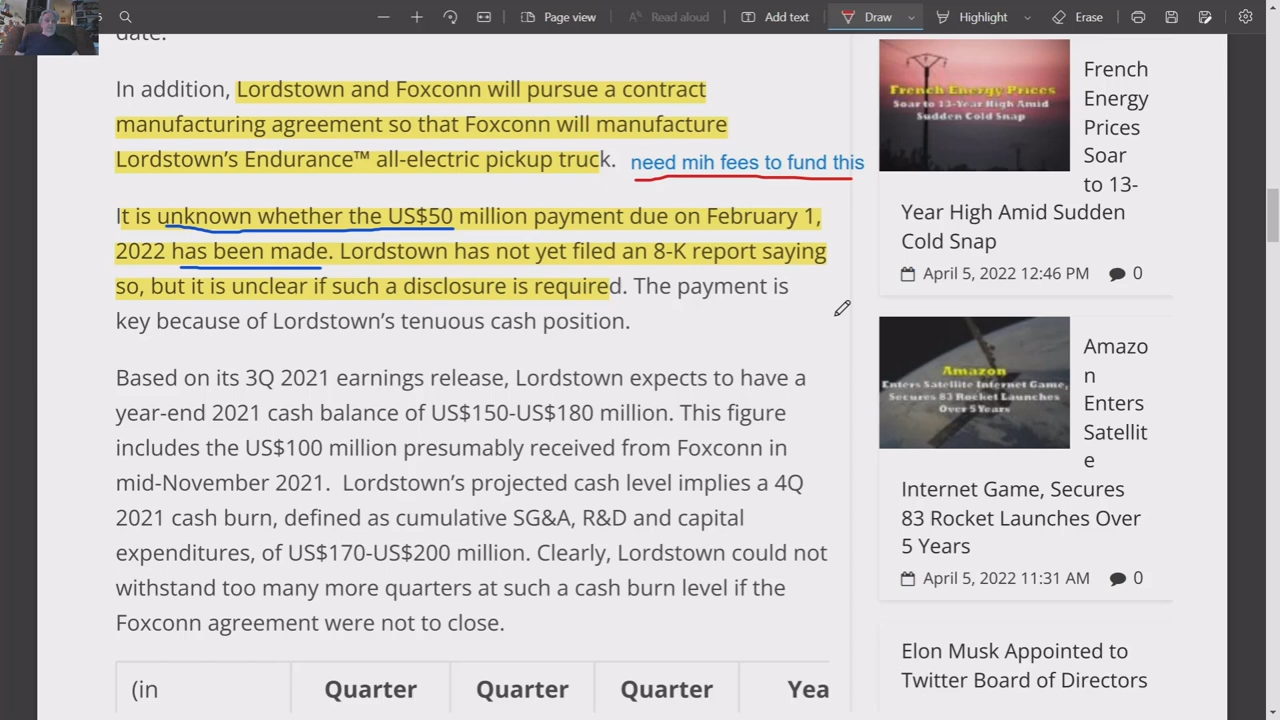 5
Page view
Read aloud
Add text
Draw
Highlight
Erase
date.
In addition, Lordstown and Foxconn will pursue a contract
manufacturing agreement so that Foxconn will manufacture
Lordstown's Endurance™ all-electric pickup truck. need mih fees to fund this
It is unknown whether the US$50 million payment due on February 1,
2022 has been made. Lordstown has not yet filed an 8-K report saying
so, but it is unclear if such a disclosure is required. The payment is
key because of Lordstown's tenuous cash position.
Based on its 3Q 2021 earnings release, Lordstown expects to have a
year-end 2021 cash balance of US$150-US$180 million. This figure
includes the US$100 million presumably received from Foxconn in
mid-November 2021. Lordstown's projected cash level implies a 4Q
2021 cash burn, defined as cumulative SG&A, R&D and capital
expenditures, of US$170-US$200 million. Clearly, Lordstown could not
withstand too many more quarters at such a cash burn level if the
Foxconn agreement were not to close.
(in Quarter Quarter Quarter Yea
French Energy Prices
Soar to 13-Year High Amid
Sudden Cold Snap
French
Energy
Prices
Soar
to 13-
Year High Amid Sudden
Cold Snap
April 5, 2022 12:46 PM 0
Amazon
Enters Satellite Internet Game,
Secures 83 Rocket Launches
Over 5 Years
Amazo
n
Enters
Satellit
e
Internet Game, Secures
83 Rocket Launches Over
5 Years
April 5, 2022 11:31 AM 0
Elon Musk Appointed to
Twitter Board of Directors